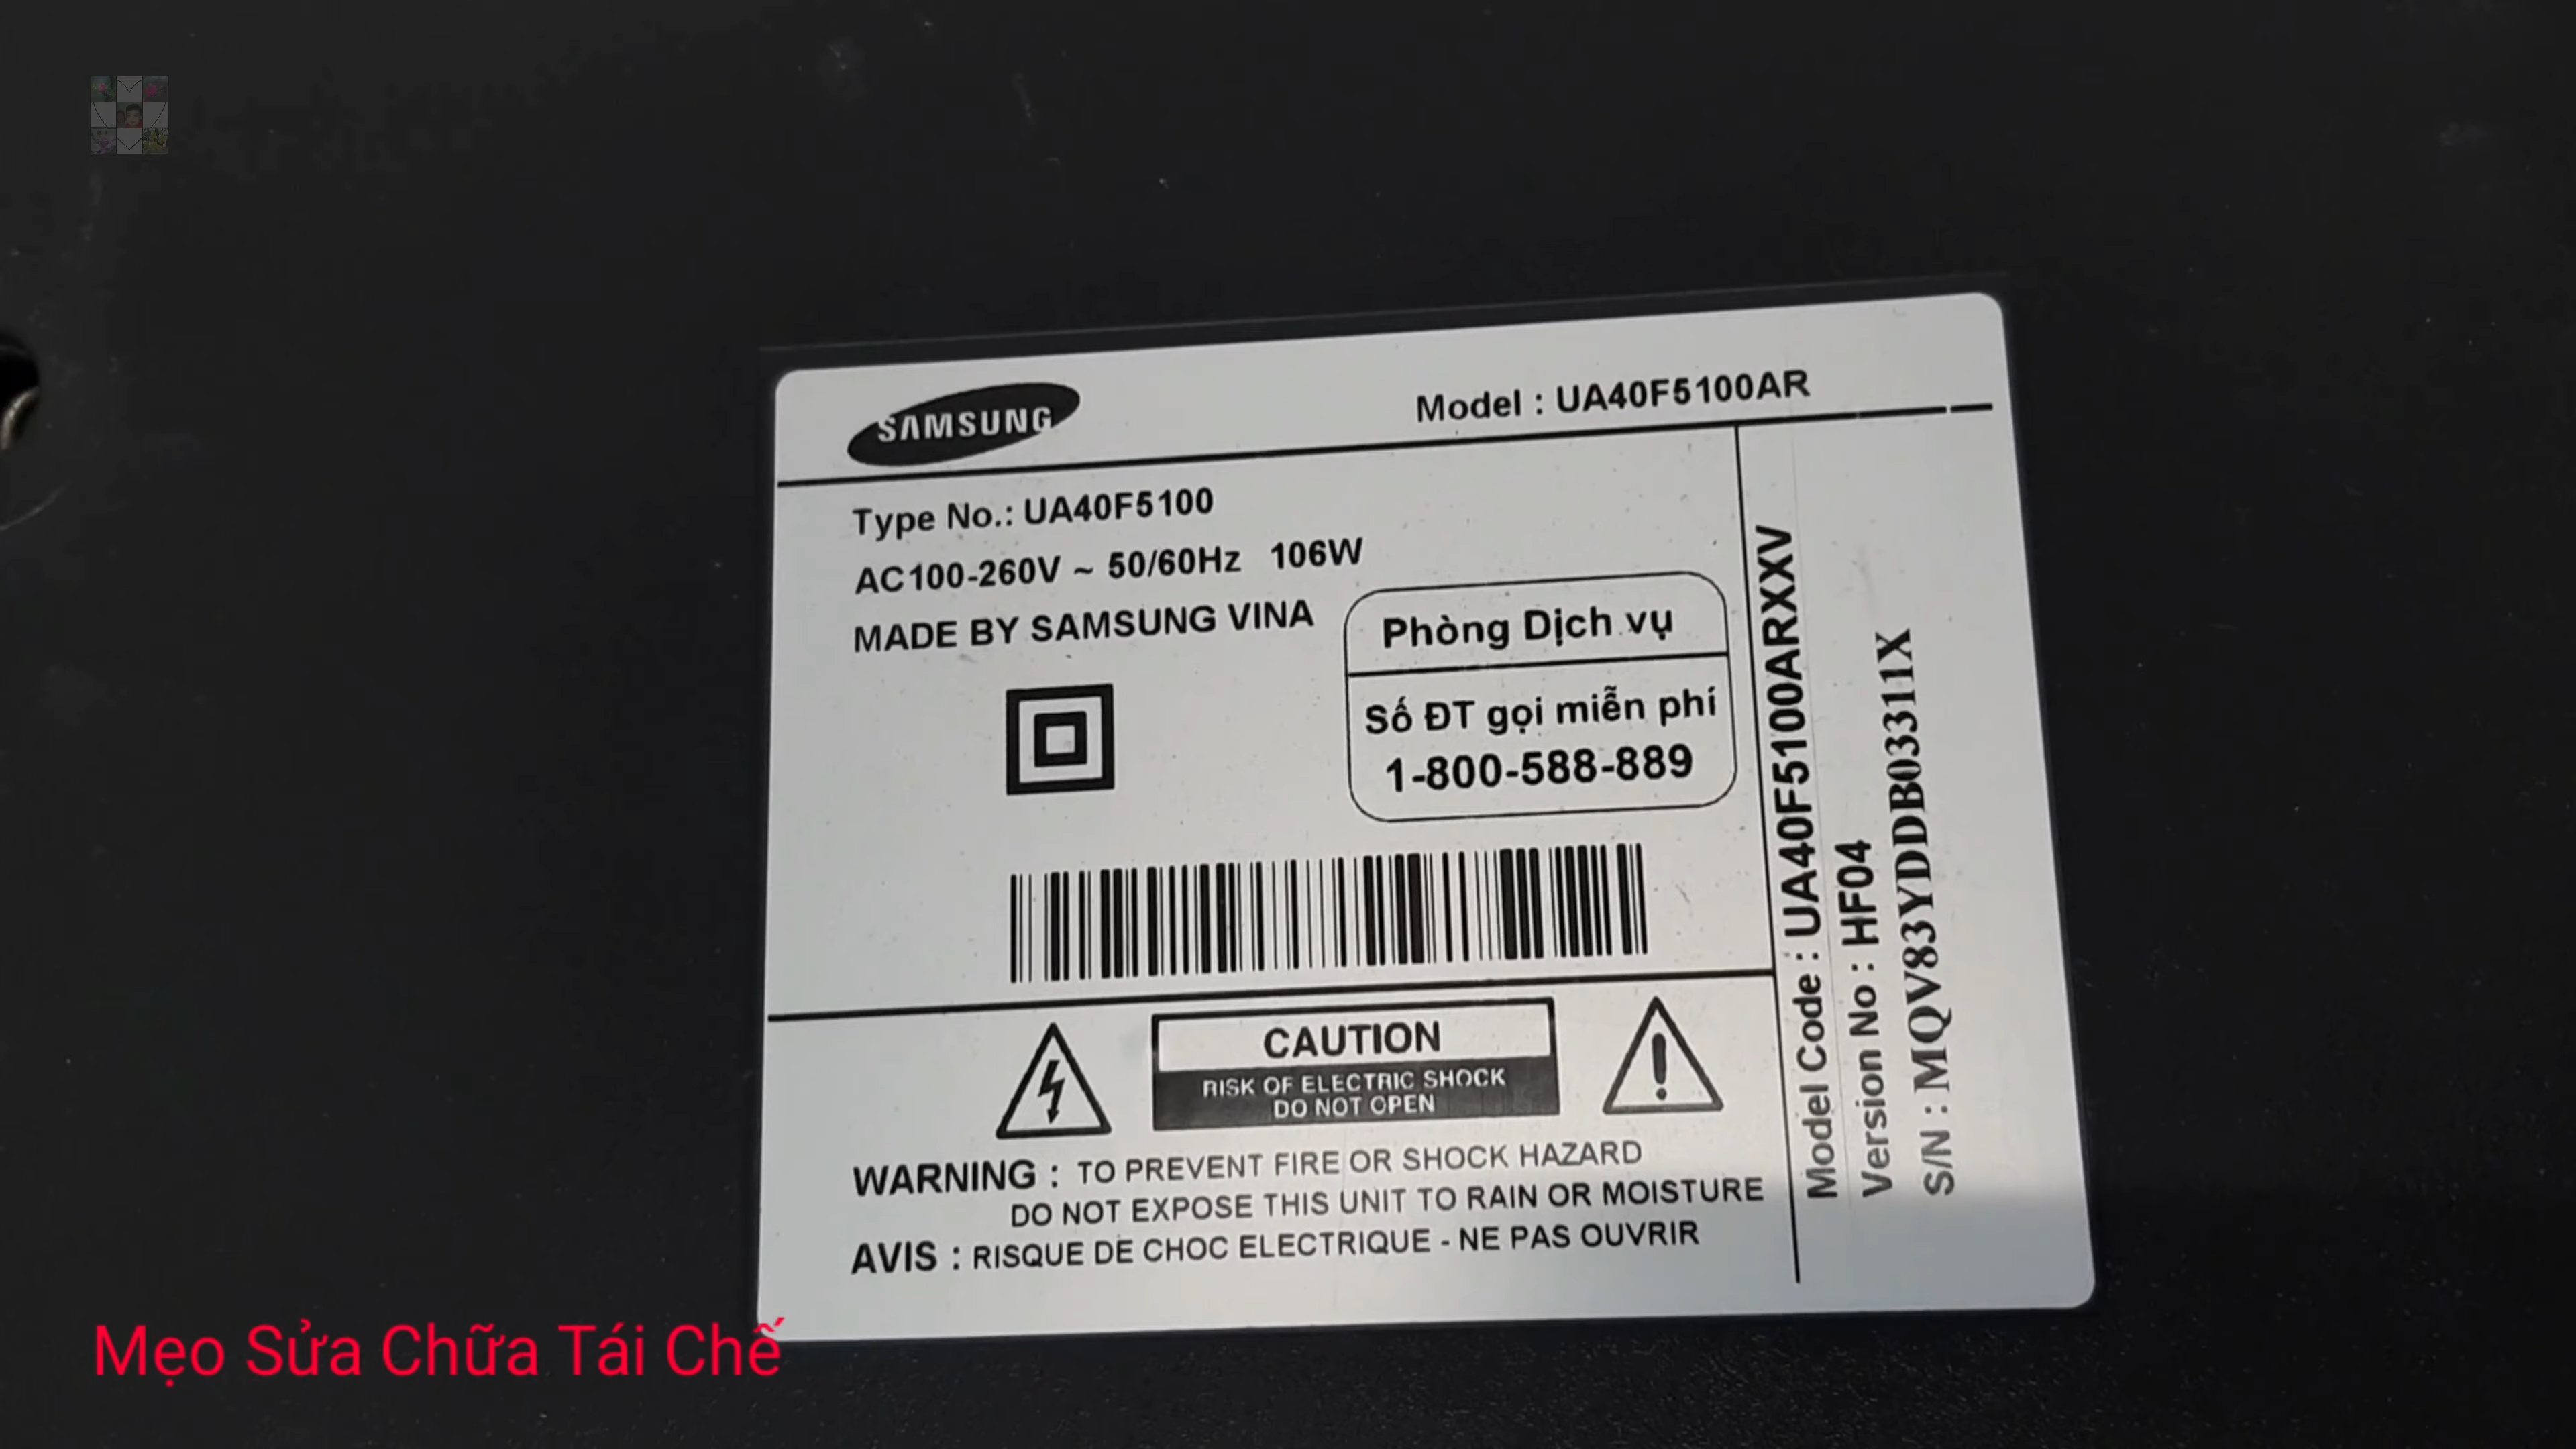 SAMSUNG
Model : UA40F5100AR
Type No.: UA40F5100
AC100-260V ~ 50/60Hz 106W
MADE BY SAMSUNG VINA
Phòng Dịch vụ
Số ĐT gọi miễn phí
1-800-588-889
CAUTION
RISK OF ELECTRIC SHOCK
DO NOT OPEN
WARNING : TO PREVENT FIRE OR SHOCK HAZARD
DO NOT EXPOSE THIS UNIT TO RAIN OR MOISTURE
AVIS : RISQUE DE CHOC ELECTRIQUE - NE PAS OUVRIR
Model Code : UA40F5100ARXXV
Version No : HF04
S/N : MQV83YDDB03311X
Mẹo Sửa Chữa Tái Chế